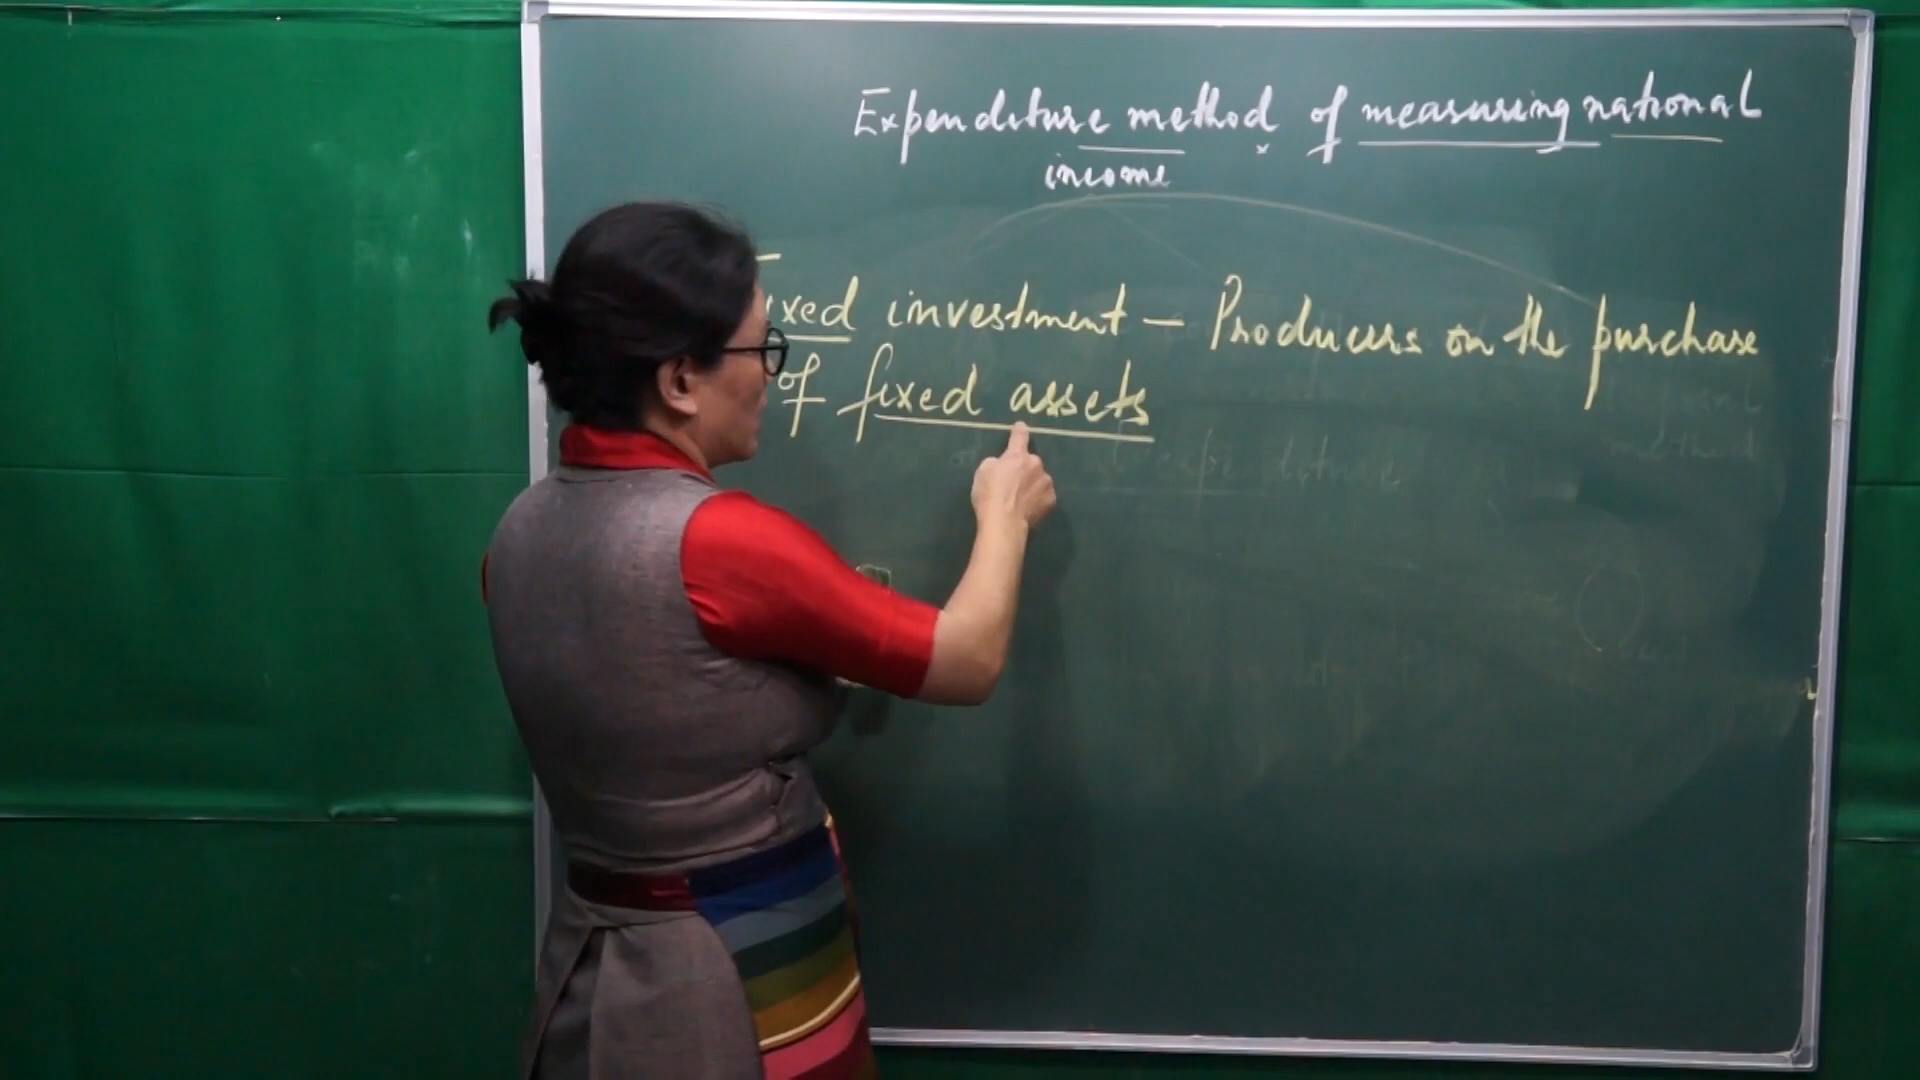 Expenditure method of measuring national
income
Fixed investment - Producers on the purchase
of fixed assets